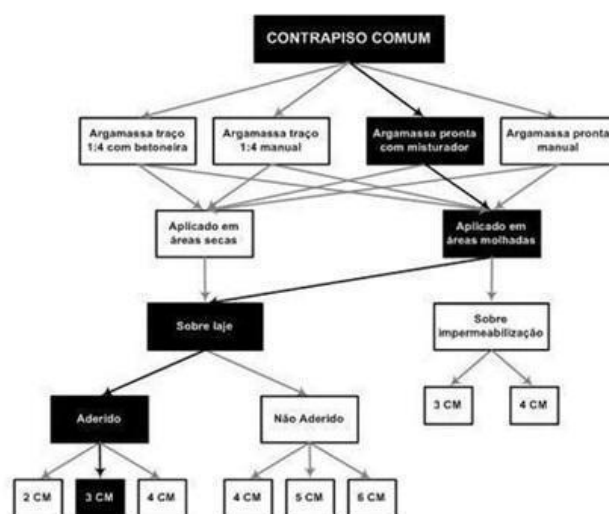 CONTRAPISO COMUM
Argamassa traço
1:4 com betoneira
Argamassa traço
1:4 manual
Argamassa pronta
com misturador
Argamassa pronta
manual
Aplicado em
áreas secas
Aplicado em
áreas molhadas
Sobre laje
Sobre
impermeabilização
3 CM
4 CM
Aderido
Não Aderido
2 CM
3 CM
4 CM
4 CM
5 CM
6 CM